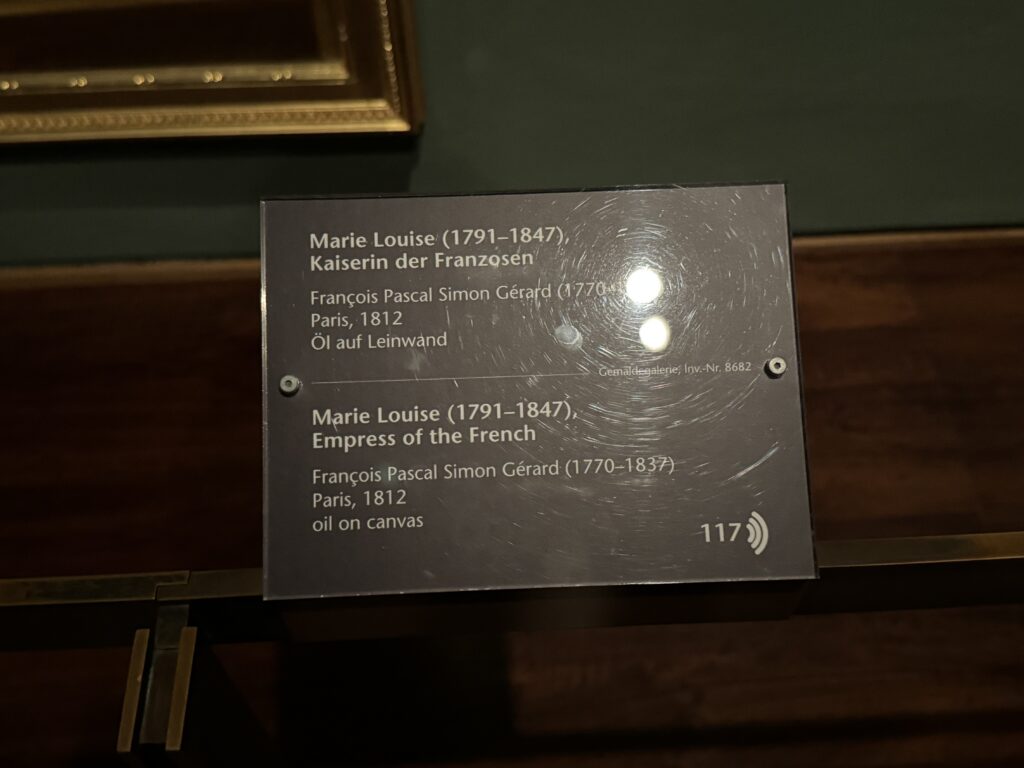 Marie Louise (1791–1847),
Kaiserin der Franzosen
François Pascal Simon Gérard (1770–
Paris, 1812
Öl auf Leinwand
Gemäldegalerie, Inv.-Nr. 8682
Marie Louise (1791–1847),
Empress of the French
François Pascal Simon Gérard (1770–1837)
Paris, 1812
oil on canvas
117